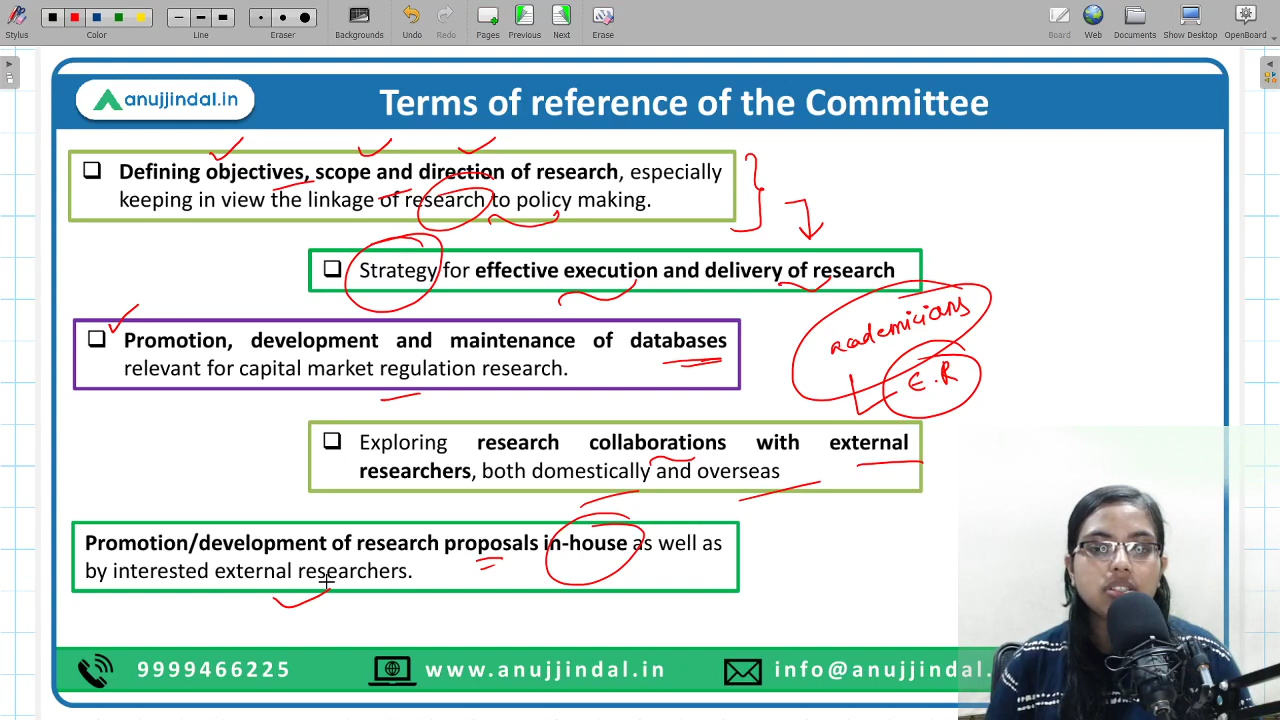 Stylus
Color
Line
Eraser
Backgrounds
Undo
Redo
Pages
Previous
Next
Erase
Board
Web
Documents
Show Desktop
OpenBoard
anujjindal.in
Terms of reference of the Committee
Defining objectives, scope and direction of research, especially
keeping in view the linkage of research to policy making.
Strategy for effective execution and delivery of research
Promotion, development and maintenance of databases
relevant for capital market regulation research.
academicians
E.R
Exploring research collaborations with external
researchers, both domestically and overseas
Promotion/development of research proposals in-house as well as
by interested external researchers.
9999466225
www.anujjindal.in
info@anujjindal.